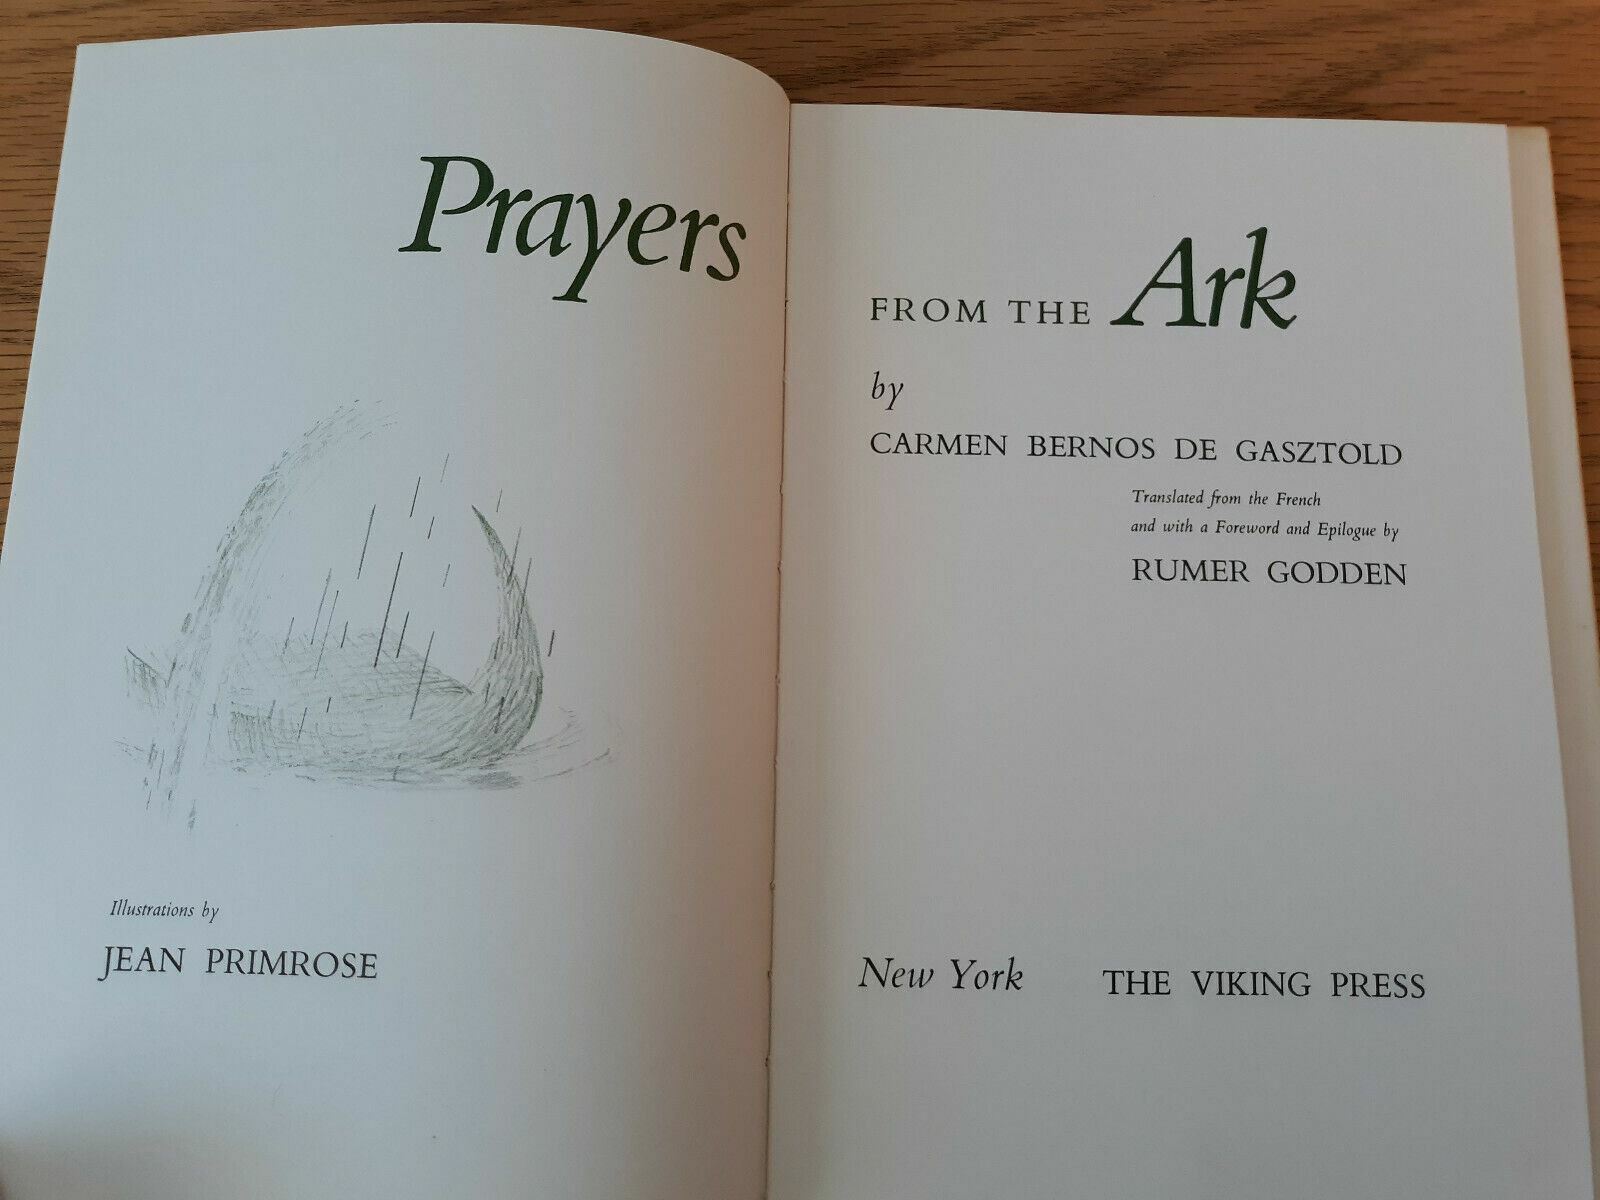 Prayers
FROM THE Ark
by
CARMEN BERNOS DE GASZTOLD
Translated from the French
and with a Foreword and Epilogue by
RUMER GODDEN
Illustrations by
JEAN PRIMROSE
New York THE VIKING PRESS